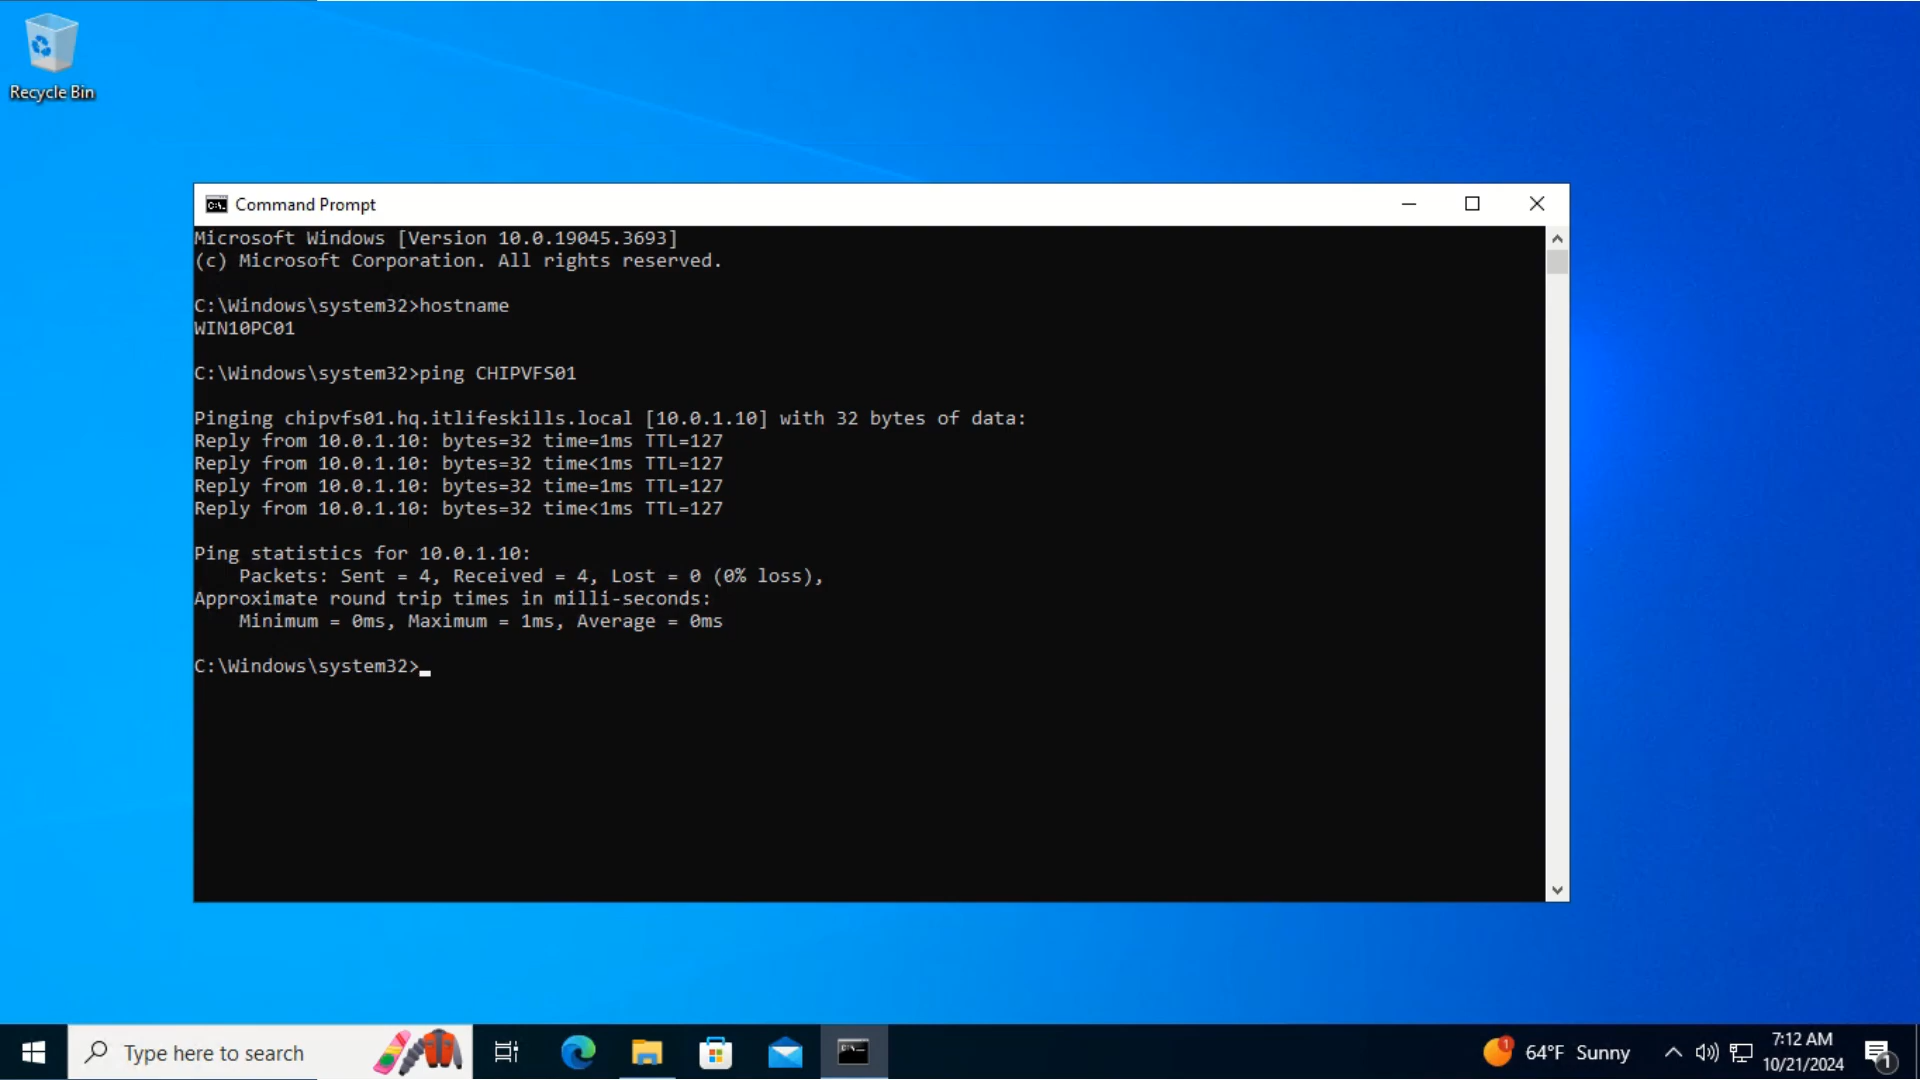 Recycle Bin
Command Prompt
Microsoft Windows [Version 10.0.19045.3693]
(c) Microsoft Corporation. All rights reserved.
C:\Windows\system32>hostname
WIN10PC01
C:\Windows\system32>ping CHIPVFS01
Pinging chipvfs01.hq.itlifeskills.local [10.0.1.10] with 32 bytes of data:
Reply from 10.0.1.10: bytes=32 time=1ms TTL=127
Reply from 10.0.1.10: bytes=32 time<1ms TTL=127
Reply from 10.0.1.10: bytes=32 time=1ms TTL=127
Reply from 10.0.1.10: bytes=32 time<1ms TTL=127
Ping statistics for 10.0.1.10:
    Packets: Sent = 4, Received = 4, Lost = 0 (0% loss),
Approximate round trip times in milli-seconds:
    Minimum = 0ms, Maximum = 1ms, Average = 0ms
C:\Windows\system32>
Type here to search
1
64°F Sunny
7:12 AM
10/21/2024
1